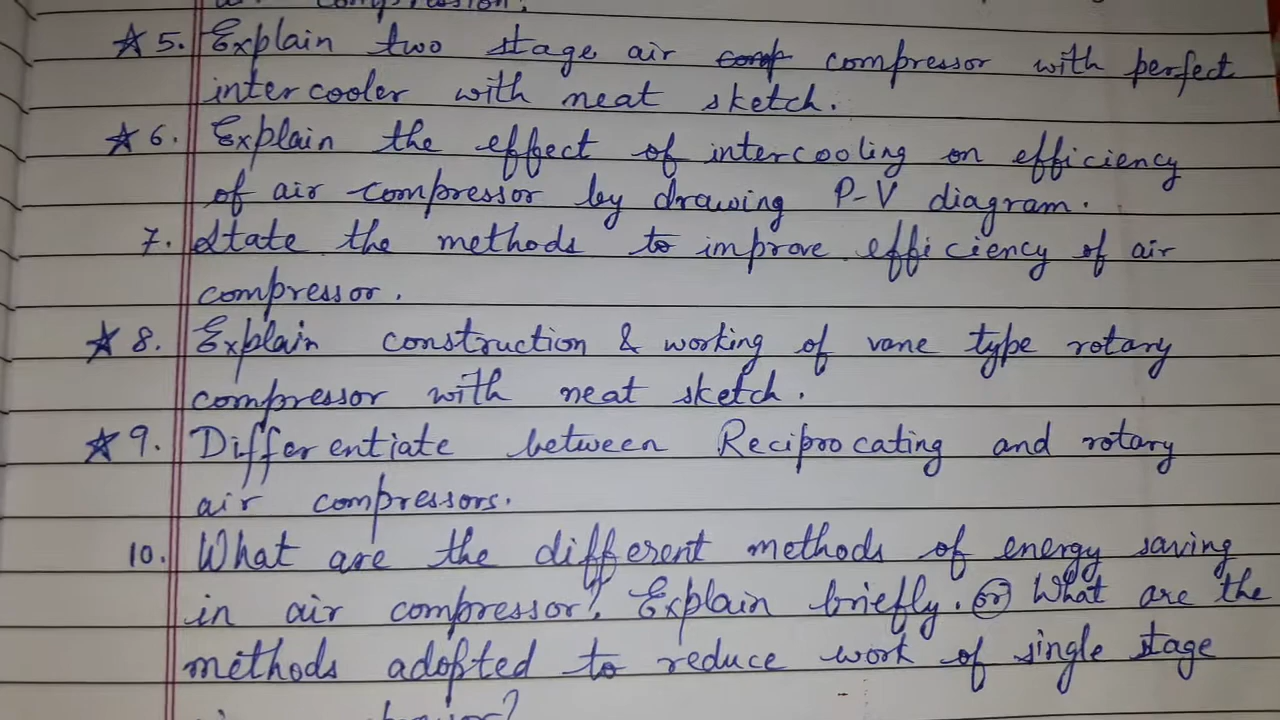 ★5. Explain two stage air comp compressor with perfect
intercooler with neat sketch.
★6. Explain the effect of intercooling on efficiency
of air compressor by drawing P-V diagram.
7. State the methods to improve efficiency of air
compressor.
★8. Explain construction & working of vane type rotary
compressor with neat sketch.
★9. Differentiate between Reciprocating and rotary
air compressors.
10. What are the different methods of energy saving
in air compressor? Explain briefly. (or) What are the
methods adopted to reduce work of single stage